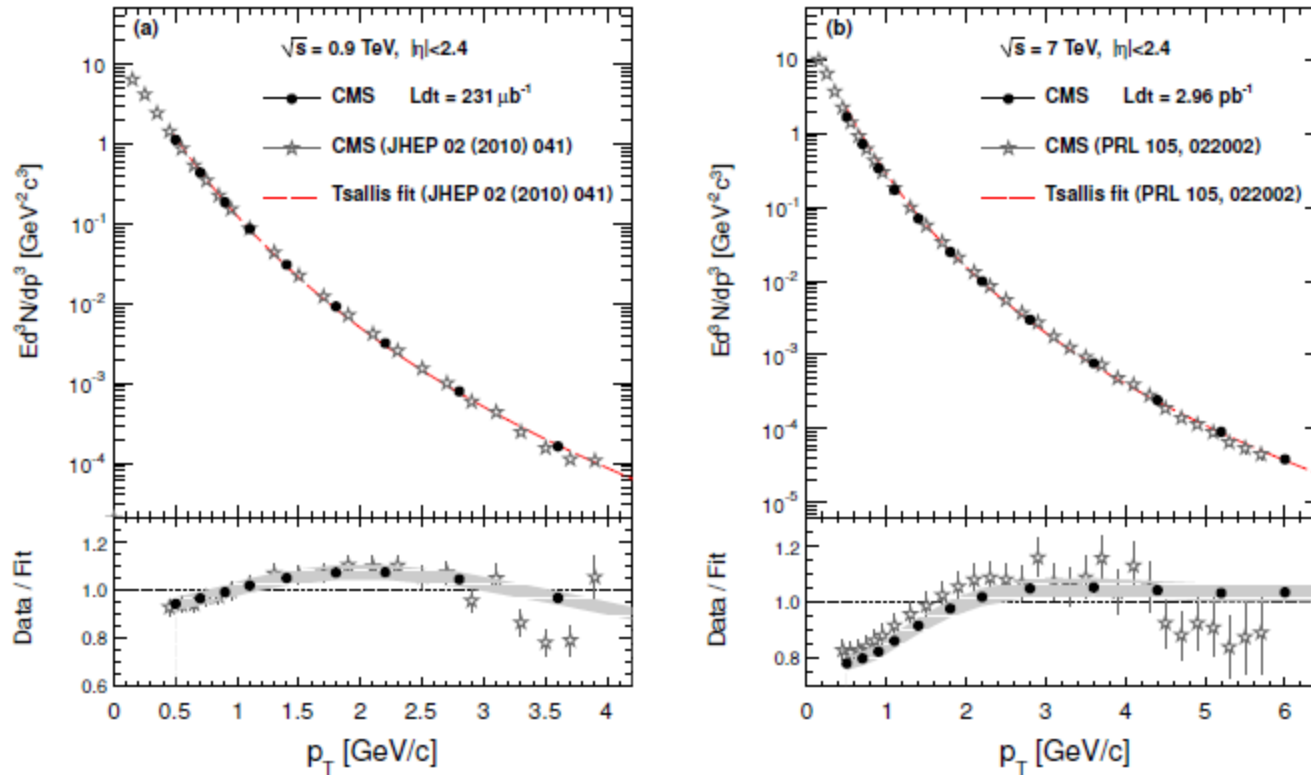 (a)
√s = 0.9 TeV, |η|<2.4
CMS Ldt = 231 μb⁻¹
CMS (JHEP 02 (2010) 041)
Tsallis fit (JHEP 02 (2010) 041)
Ed³N/dp³ [GeV⁻²c³]
10
1
10⁻¹
10⁻²
10⁻³
10⁻⁴
Data / Fit
1.2
1.0
0.8
0.6
0 0.5 1 1.5 2 2.5 3 3.5 4
p_T [GeV/c]
(b)
√s = 7 TeV, |η|<2.4
CMS Ldt = 2.96 pb⁻¹
CMS (PRL 105, 022002)
Tsallis fit (PRL 105, 022002)
Ed³N/dp³ [GeV⁻²c³]
10
1
10⁻¹
10⁻²
10⁻³
10⁻⁴
10⁻⁵
Data / Fit
1.2
1.0
0.8
0 1 2 3 4 5 6
p_T [GeV/c]